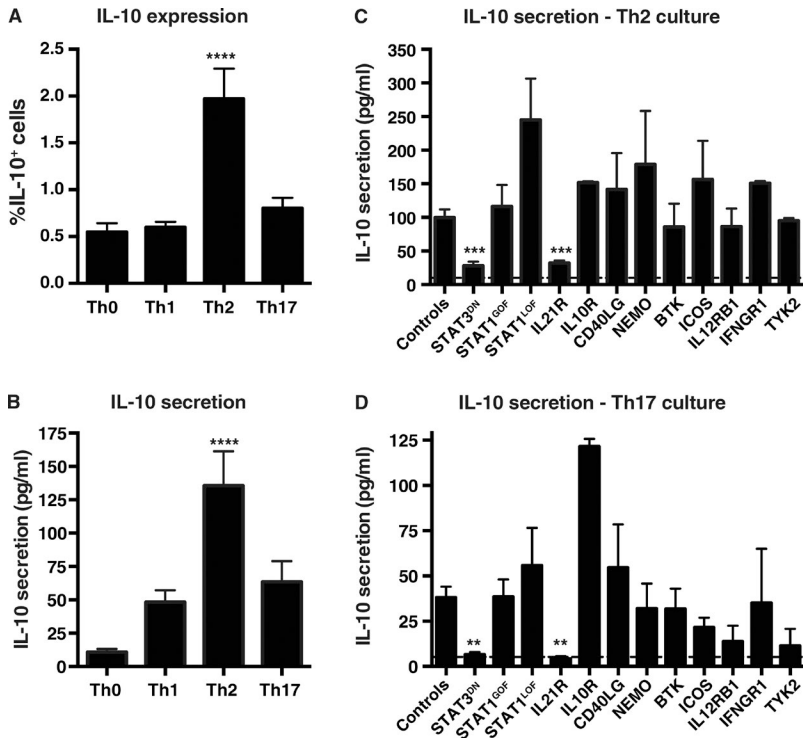 A
IL-10 expression
%IL-10⁺ cells
2.5
2.0
1.5
1.0
0.5
0.0
****
Th0 Th1 Th2 Th17
B
IL-10 secretion
IL-10 secretion (pg/ml)
175
150
125
100
75
50
25
0
****
Th0 Th1 Th2 Th17
C
IL-10 secretion - Th2 culture
IL-10 secretion (pg/ml)
350
300
250
200
150
100
50
0
***
***
Controls
STAT3ᴰᴺ
STAT1ᴳᴼᶠ
STAT1ᴸᴼᶠ
IL21R
IL10R
CD40LG
NEMO
BTK
ICOS
IL12RB1
IFNGR1
TYK2
D
IL-10 secretion - Th17 culture
IL-10 secretion (pg/ml)
125
100
75
50
25
0
**
**
Controls
STAT3ᴰᴺ
STAT1ᴳᴼᶠ
STAT1ᴸᴼᶠ
IL21R
IL10R
CD40LG
NEMO
BTK
ICOS
IL12RB1
IFNGR1
TYK2